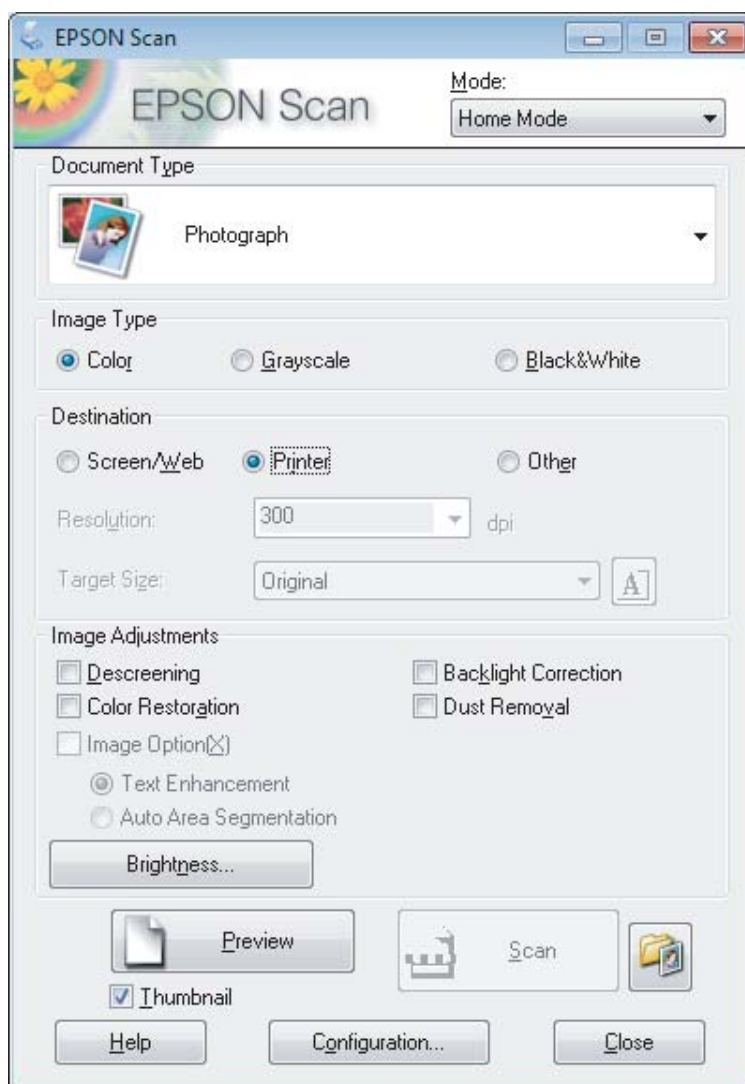 EPSON Scan
EPSON Scan
Mode:
Home Mode
Document Type
Photograph
Image Type
Color Grayscale Black&White
Destination
Screen/Web Printer Other
Resolution: 300 dpi
Target Size: Original A
Image Adjustments
Descreening Backlight Correction
Color Restoration Dust Removal
Image Option(X)
Text Enhancement
Auto Area Segmentation
Brightness...
Preview Scan
Thumbnail
Help Configuration... Close